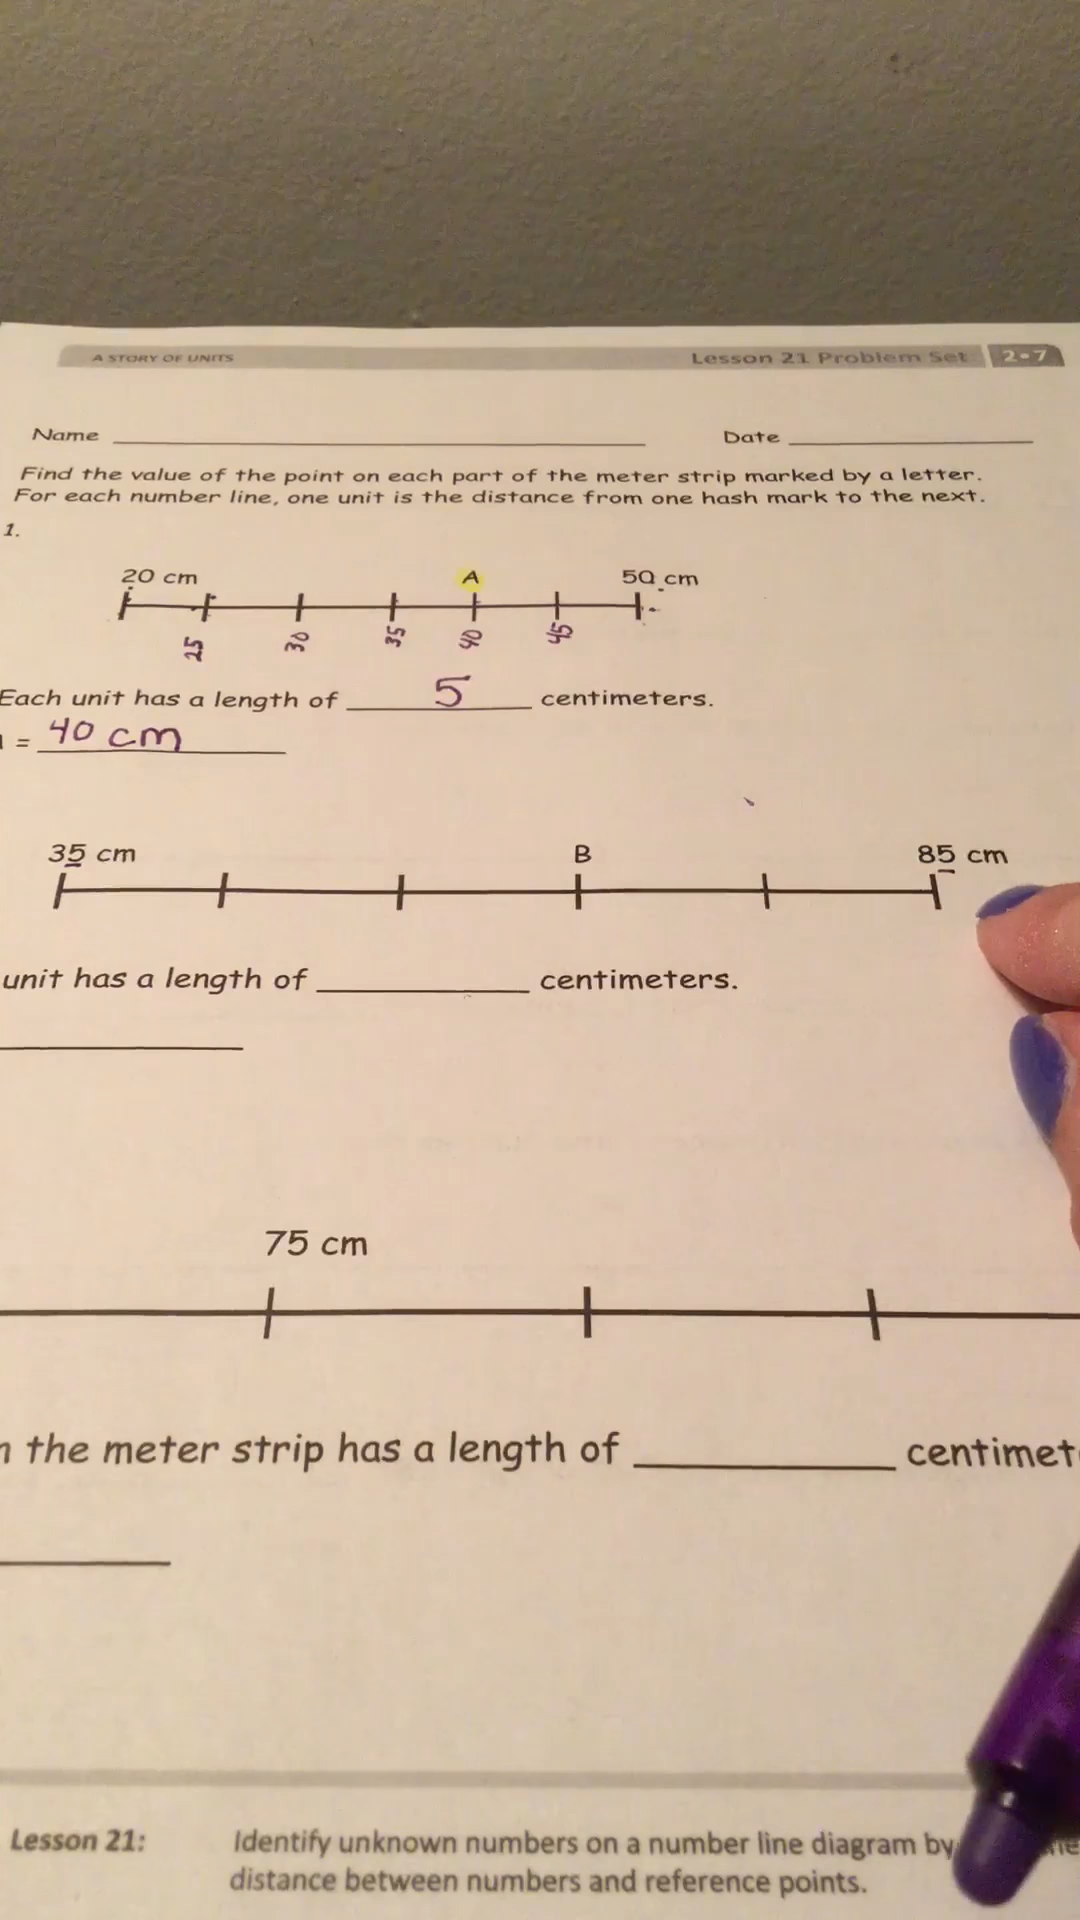 A STORY OF UNITS Lesson 21 Problem Set 2•7
Name Date
Find the value of the point on each part of the meter strip marked by a letter.
For each number line, one unit is the distance from one hash mark to the next.
1.
20 cm A 50 cm
25 30 35 40 45
Each unit has a length of 5 centimeters.
= 40 cm
35 cm B 85 cm
unit has a length of centimeters.
75 cm
the meter strip has a length of
Lesson 21: Identify unknown numbers on a number line diagram by
distance between numbers and reference points.